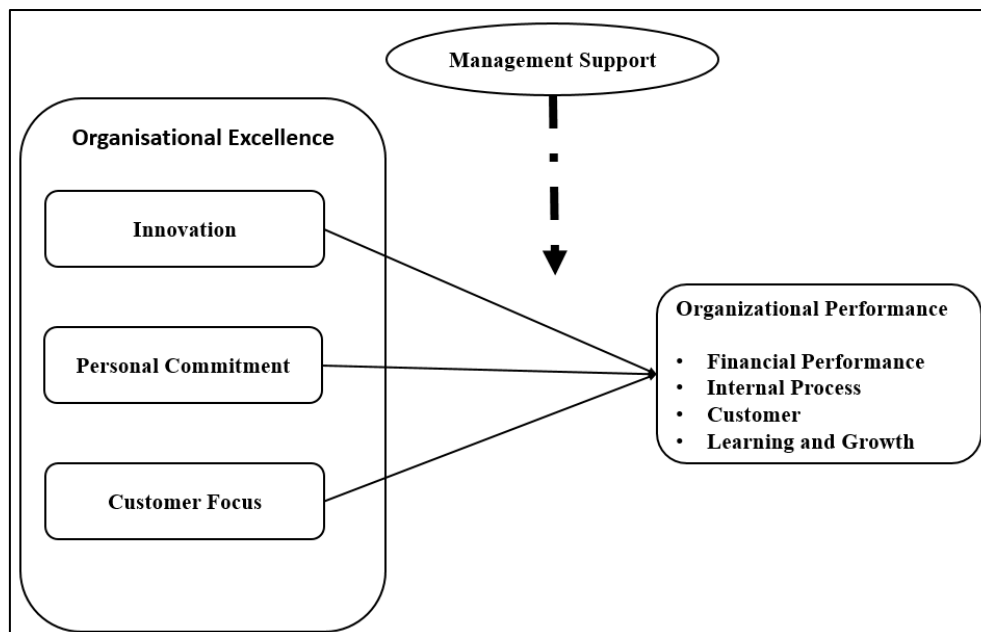 Management Support
Organisational Excellence
Innovation
Personal Commitment
Customer Focus
Organizational Performance
• Financial Performance
• Internal Process
• Customer
• Learning and Growth